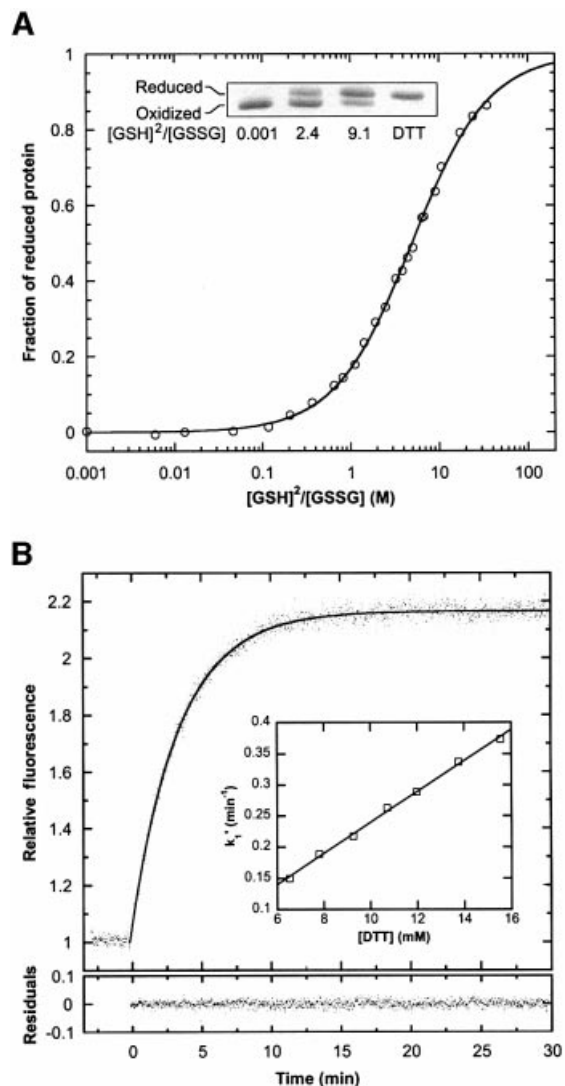 A
1
0.8
0.6
0.4
0.2
0
Fraction of reduced protein
Reduced
Oxidized
[GSH]²/[GSSG] 0.001 2.4 9.1 DTT
0.001 0.01 0.1 1 10 100
[GSH]²/[GSSG] (M)
B
2.2
2
1.8
1.6
1.4
1.2
1
Relative fluorescence
0.4
0.35
0.3
0.25
0.2
0.15
0.1
k₁' (min⁻¹)
6 8 10 12 14 16
[DTT] (mM)
0.1
0
-0.1
Residuals
0 5 10 15 20 25 30
Time (min)